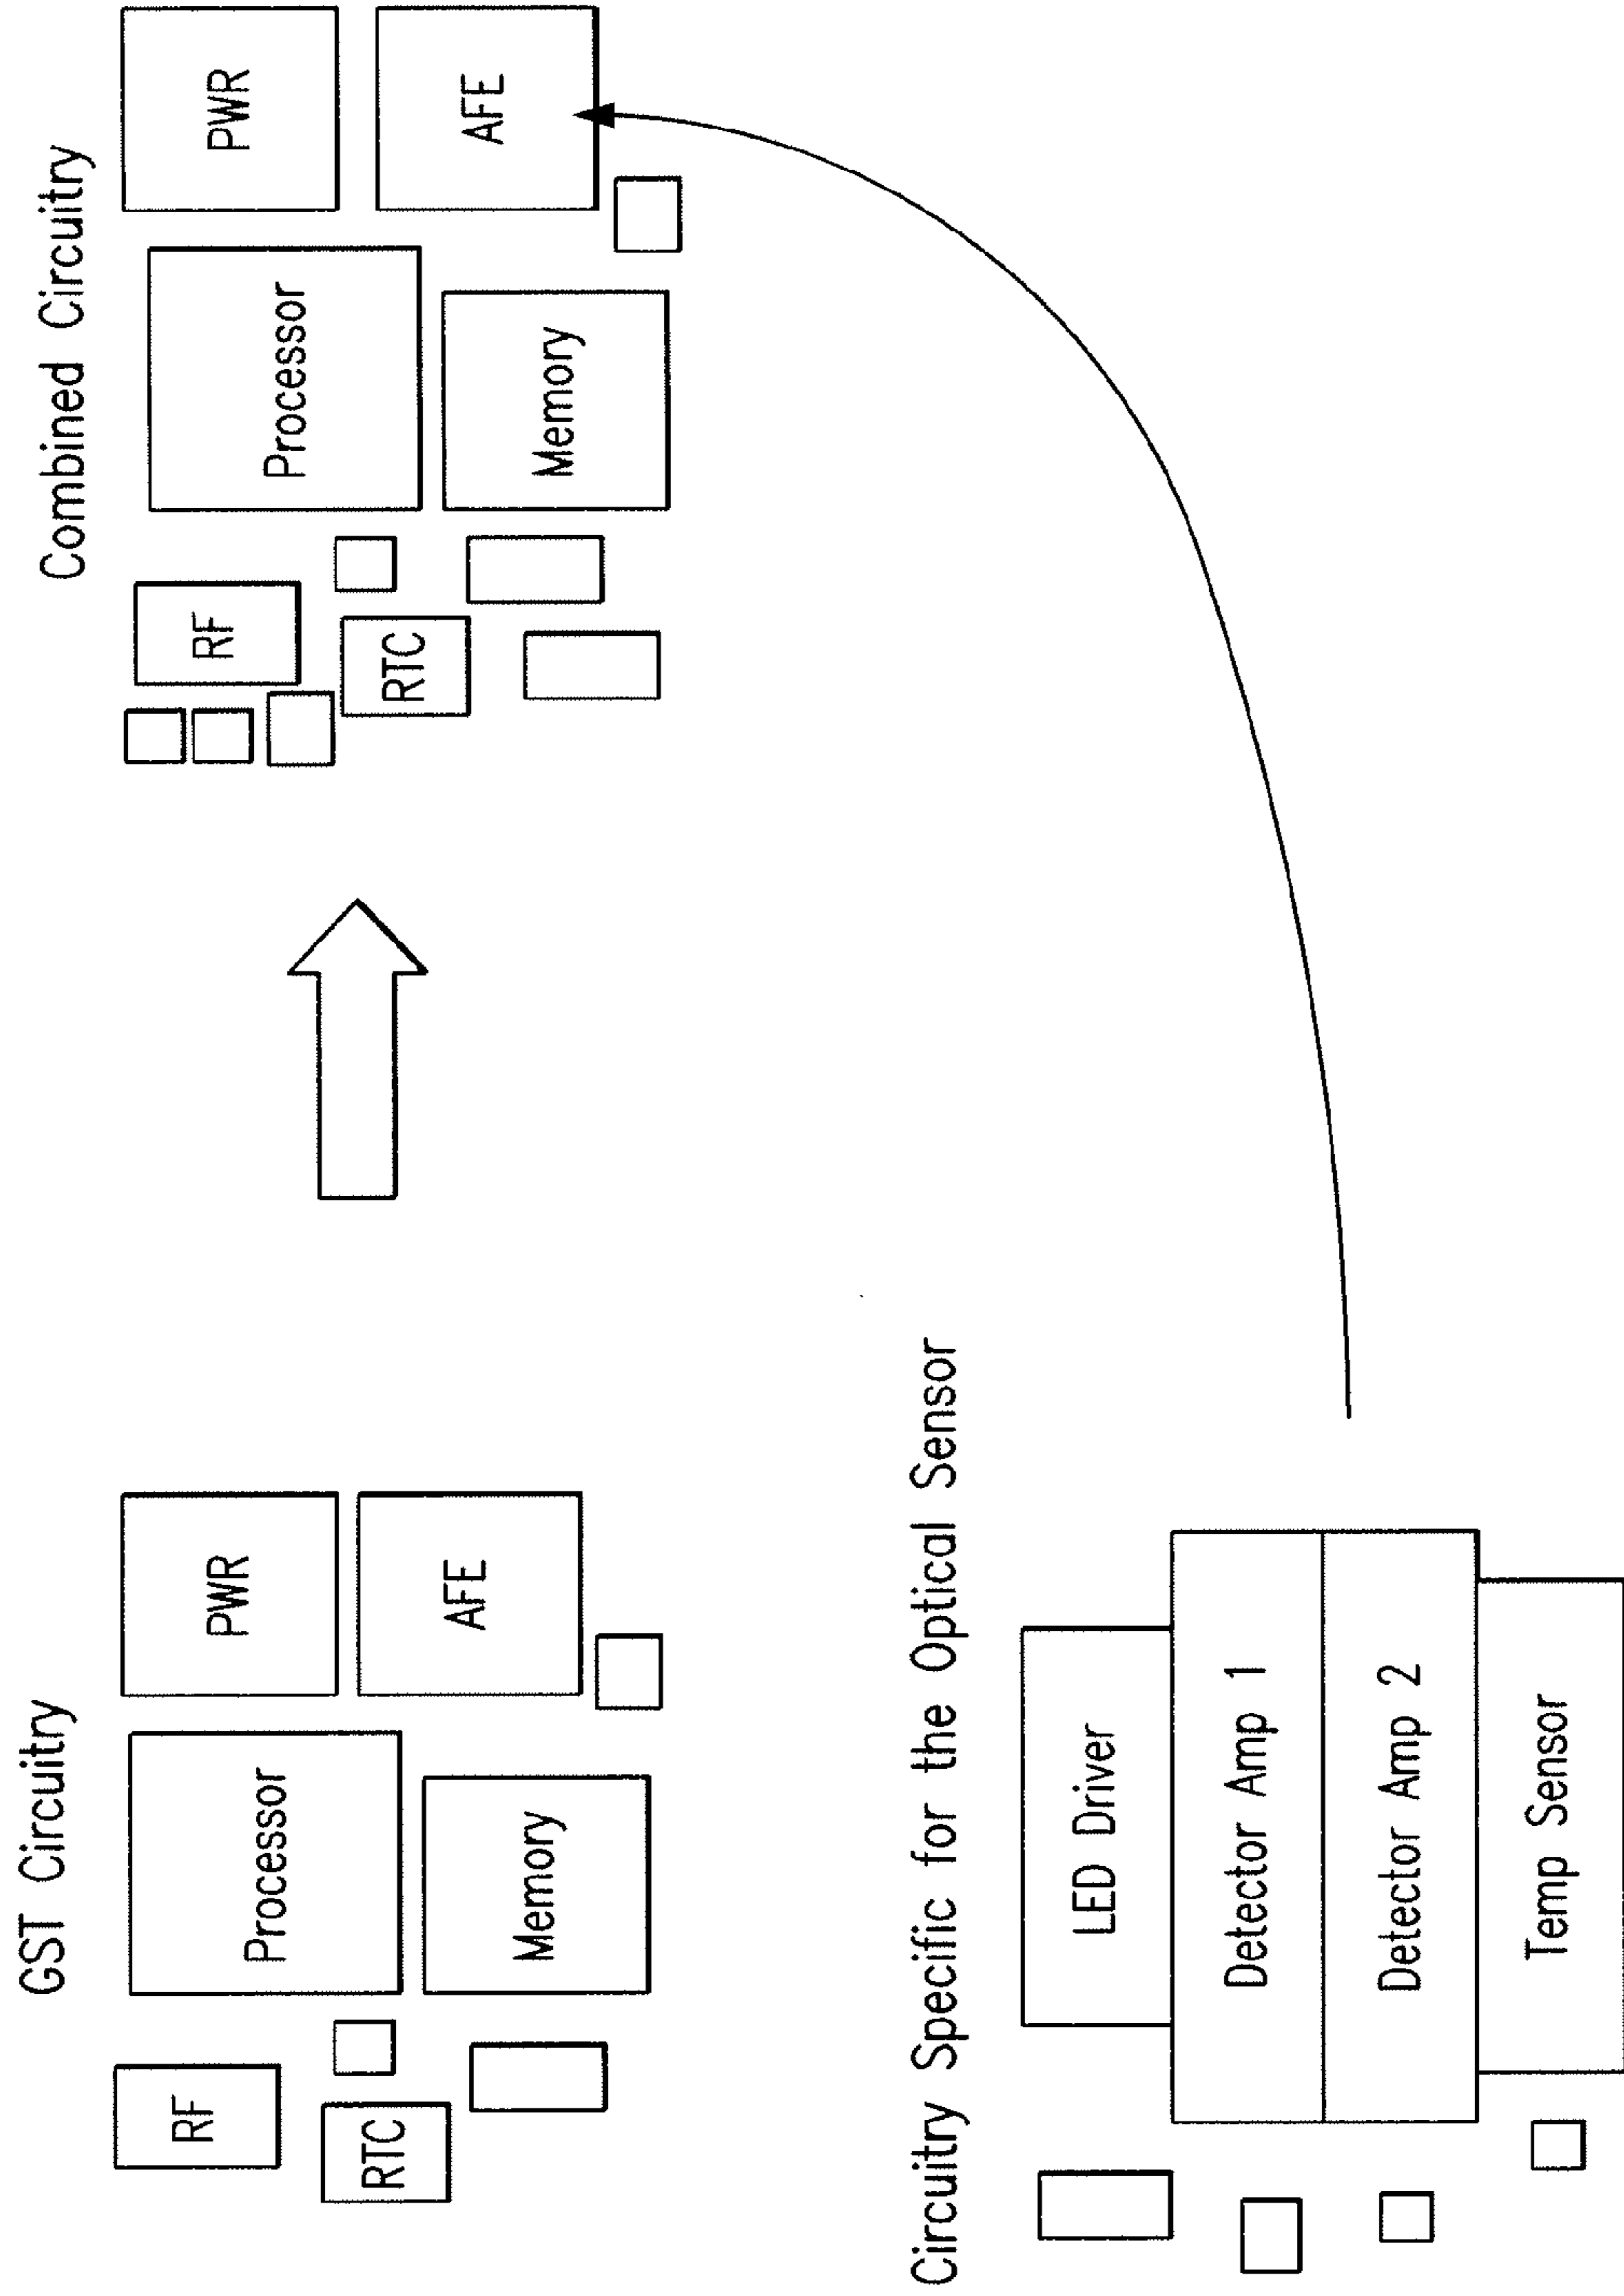 GST Circuitry
RF
RTC
Processor
Memory
PWR
AFE
Combined Circuitry
RF
RTC
Processor
Memory
PWR
AFE
Circuitry Specific for the Optical Sensor
LED Driver
Detector Amp 1
Detector Amp 2
Temp Sensor